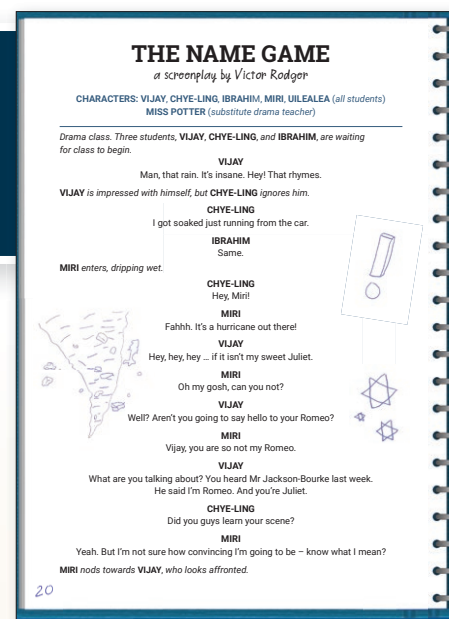 THE NAME GAME
a screenplay by Victor Rodger
CHARACTERS: VIJAY, CHYE-LING, IBRAHIM, MIRI, UILEALEA (all students)
MISS POTTER (substitute drama teacher)
Drama class. Three students, VIJAY, CHYE-LING, and IBRAHIM, are waiting
for class to begin.
VIJAY
Man, that rain. It's insane. Hey! That rhymes.
VIJAY is impressed with himself, but CHYE-LING ignores him.
CHYE-LING
I got soaked just running from the car.
IBRAHIM
Same.
MIRI enters, dripping wet.
CHYE-LING
Hey, Miri!
MIRI
Fahhh. It's a hurricane out there!
VIJAY
Hey, hey, hey ... if it isn't my sweet Juliet.
MIRI
Oh my gosh, can you not?
VIJAY
Well? Aren't you going to say hello to your Romeo?
MIRI
Vijay, you are so not my Romeo.
VIJAY
What are you talking about? You heard Mr Jackson-Bourke last week.
He said I'm Romeo. And you're Juliet.
CHYE-LING
Did you guys learn your scene?
MIRI
Yeah. But I'm not sure how convincing I'm going to be – know what I mean?
MIRI nods towards VIJAY, who looks affronted.
20